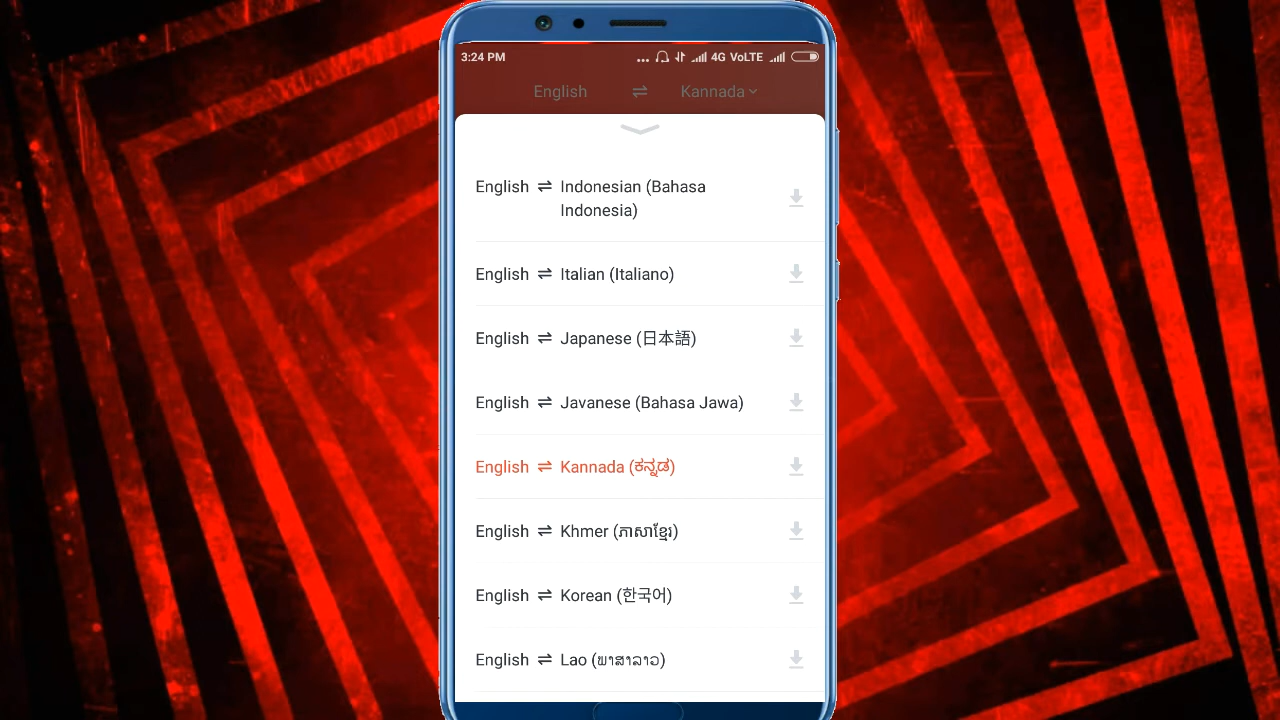 3:24 PM ... 4G VoLTE
English ⇌ Kannada
English ⇌ Indonesian (Bahasa
Indonesia)
English ⇌ Italian (Italiano)
English ⇌ Japanese (日本語)
English ⇌ Javanese (Bahasa Jawa)
English ⇌ Kannada (ಕನ್ನಡ)
English ⇌ Khmer (ភាសាខ្មែរ)
English ⇌ Korean (한국어)
English ⇌ Lao (ພາສາລາວ)